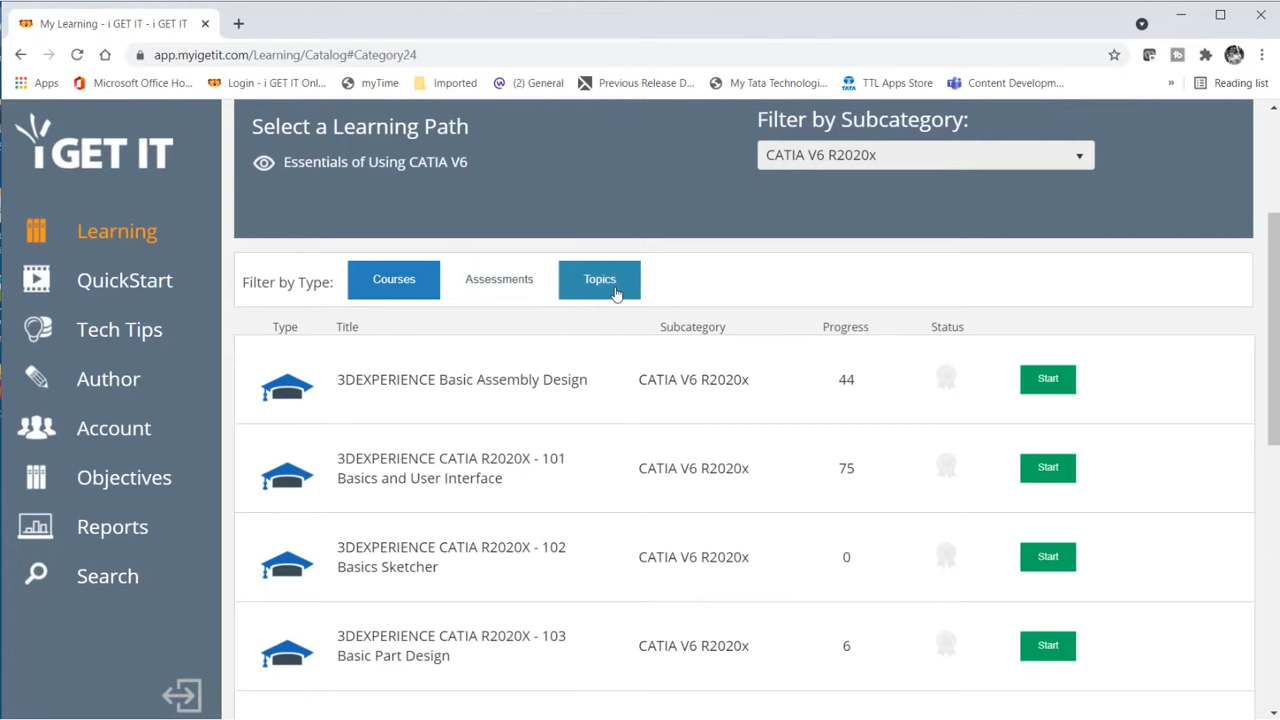 My Learning - i GET IT - i GET IT
app.myigetit.com/Learning/Catalog#Category24
Apps
Microsoft Office Ho...
Login - i GET IT Onl...
myTime
Imported
(2) General
Previous Release D...
My Tata Technologi...
TATA
TTL Apps Store
Content Developm...
»
Reading list
i GET IT
Learning
QuickStart
Tech Tips
Author
Account
Objectives
Reports
Search
Select a Learning Path
Essentials of Using CATIA V6
Filter by Subcategory:
CATIA V6 R2020x
Filter by Type:
Courses
Assessments
Topics
Type Title Subcategory Progress Status
3DEXPERIENCE Basic Assembly Design CATIA V6 R2020x 44 Start
3DEXPERIENCE CATIA R2020X - 101
Basics and User Interface
CATIA V6 R2020x 75 Start
3DEXPERIENCE CATIA R2020X - 102
Basics Sketcher
CATIA V6 R2020x 0 Start
3DEXPERIENCE CATIA R2020X - 103
Basic Part Design
CATIA V6 R2020x 6 Start